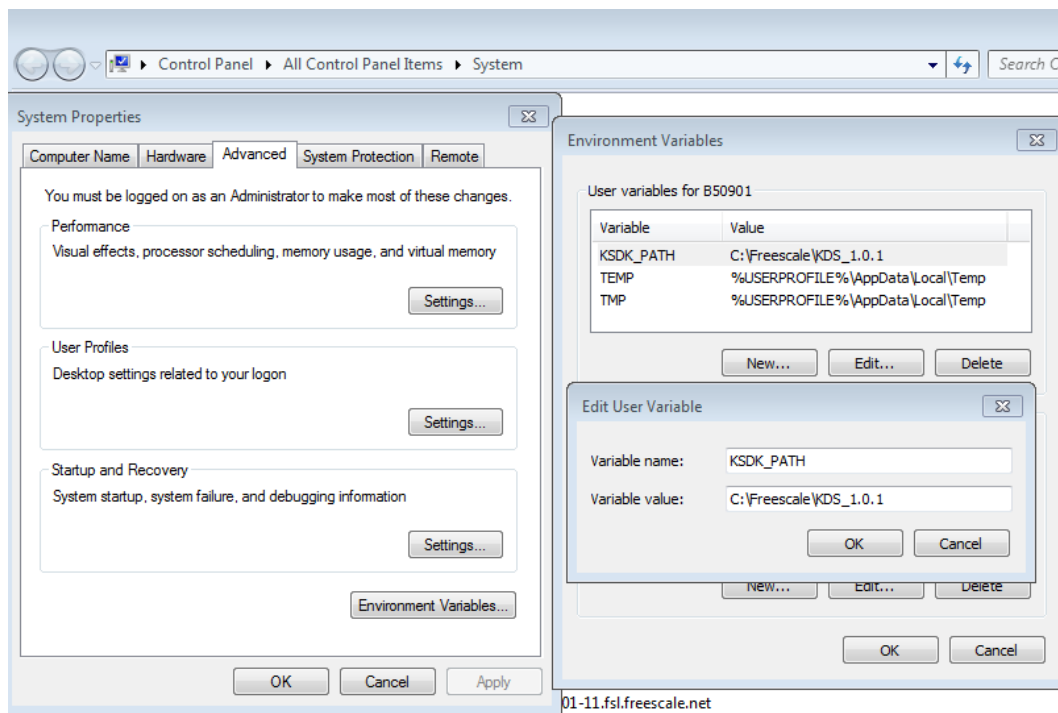 Control Panel All Control Panel Items System
Search C
System Properties
Computer Name Hardware Advanced System Protection Remote
You must be logged on as an Administrator to make most of these changes.
Performance
Visual effects, processor scheduling, memory usage, and virtual memory
Settings...
User Profiles
Desktop settings related to your logon
Settings...
Startup and Recovery
System startup, system failure, and debugging information
Settings...
Environment Variables...
OK Cancel Apply
Environment Variables
User variables for B50901
Variable Value
KSDK_PATH C:\Freescale\KDS_1.0.1
TEMP %USERPROFILE%\AppData\Local\Temp
TMP %USERPROFILE%\AppData\Local\Temp
New... Edit... Delete
Edit User Variable
Variable name: KSDK_PATH
Variable value: C:\Freescale\KDS_1.0.1
OK Cancel
New... Edit... Delete
OK Cancel
01-11.fsl.freescale.net